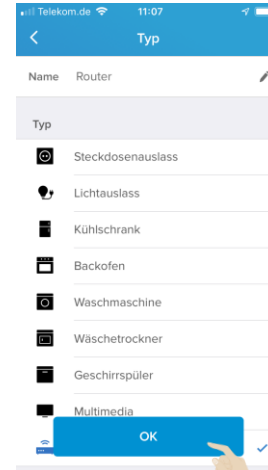 Telekom.de 11:07
Typ
Name Router
Typ
Steckdosenauslass
Lichtauslass
Kühlschrank
Backofen
Waschmaschine
Wäschetrockner
Geschirrspüler
Multimedia
OK